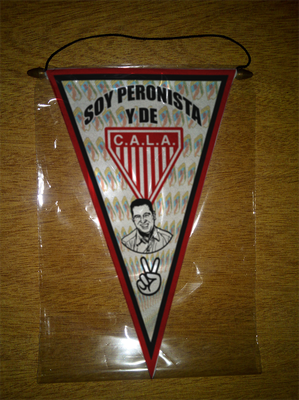 SOY PERONISTA
Y DE
C.A.L.A.